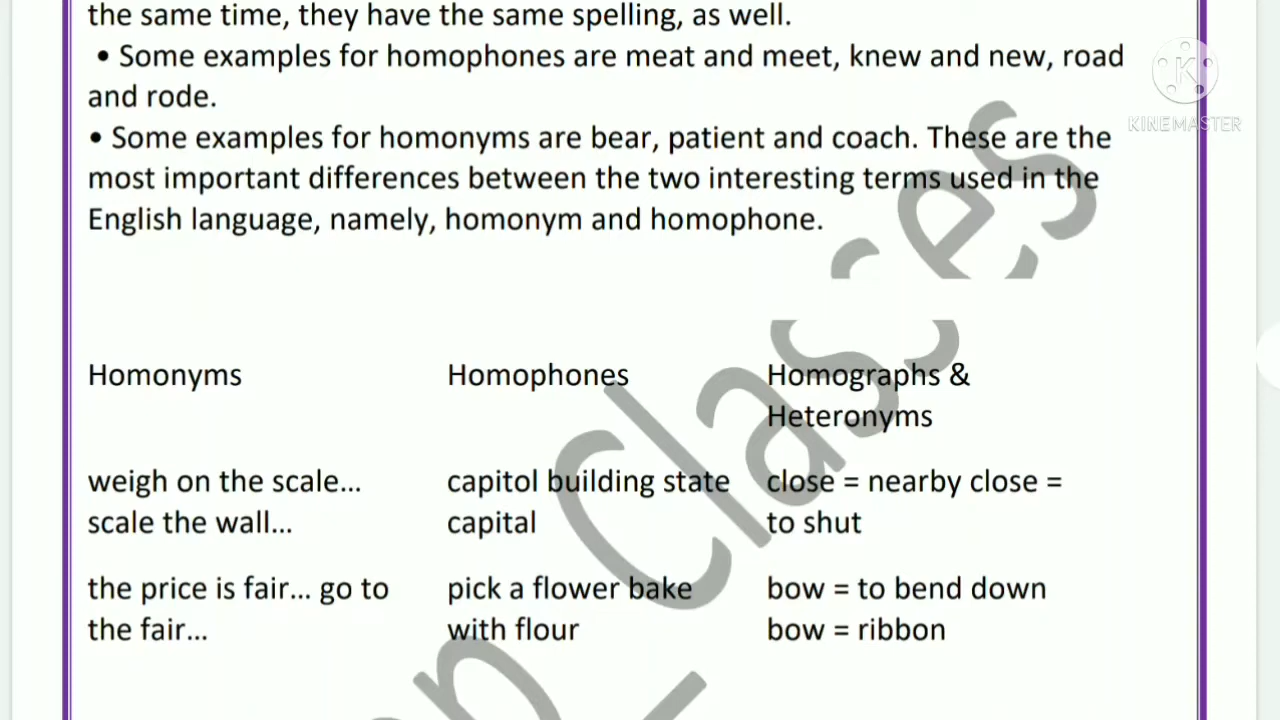 the same time, they have the same spelling, as well.
• Some examples for homophones are meat and meet, knew and new, road
and rode.
• Some examples for homonyms are bear, patient and coach. These are the
most important differences between the two interesting terms used in the
English language, namely, homonym and homophone.
Homonyms
Homophones
Homographs &
Heteronyms
weigh on the scale...
scale the wall...
capitol building state
capital
close = nearby close =
to shut
the price is fair... go to
the fair...
pick a flower bake
with flour
bow = to bend down
bow = ribbon
K
KINEMASTER
Classes